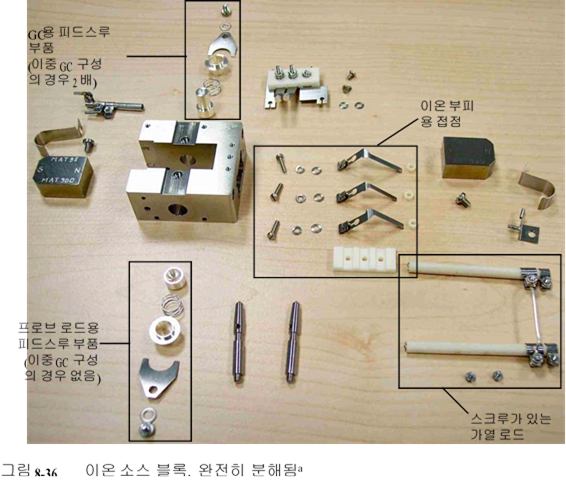 GC용 피드스루
부품
(이중 GC 구성
의 경우 2 배)
이온 부피
용 접점
MAT 95
S N
MAT 900
프로브 로드용
피드스루 부품
(이중 GC 구성
의 경우 없음)
스크루가 있는
가열 로드
그림 8-36 이온 소스 블록, 완전히 분해됨a